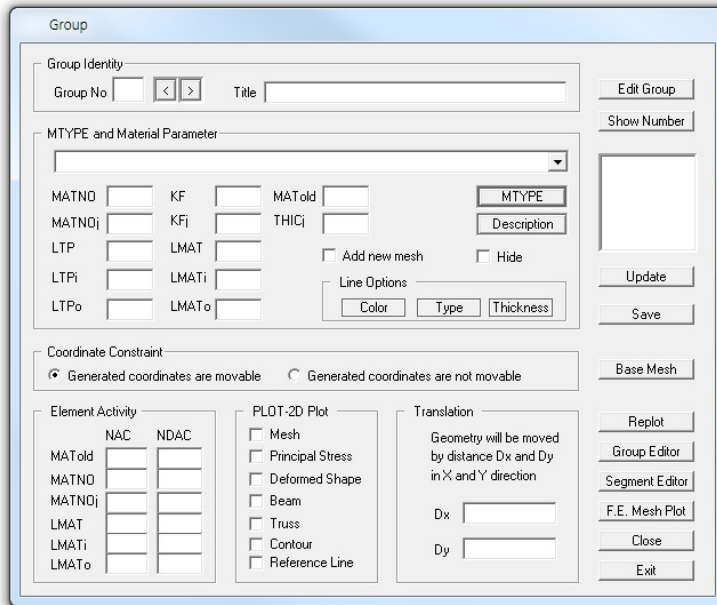 Group
Group Identity
Group No < > Title
Edit Group
Show Number
MTYPE and Material Parameter
MATNO KF MATold MTYPE
MATNOj KFj THICj Description
LTP LMAT Add new mesh Hide
LTPi LMATi Line Options
LTPo LMATo Color Type Thickness
Update
Save
Coordinate Constraint
Generated coordinates are movable Generated coordinates are not movable
Base Mesh
Element Activity
NAC NDAC
MATold
MATNO
MATNOj
LMAT
LMATi
LMATo
PLOT-2D Plot
Mesh
Principal Stress
Deformed Shape
Beam
Truss
Contour
Reference Line
Translation
Geometry will be moved
by distance Dx and Dy
in X and Y direction
Dx
Dy
Replot
Group Editor
Segment Editor
F.E. Mesh Plot
Close
Exit